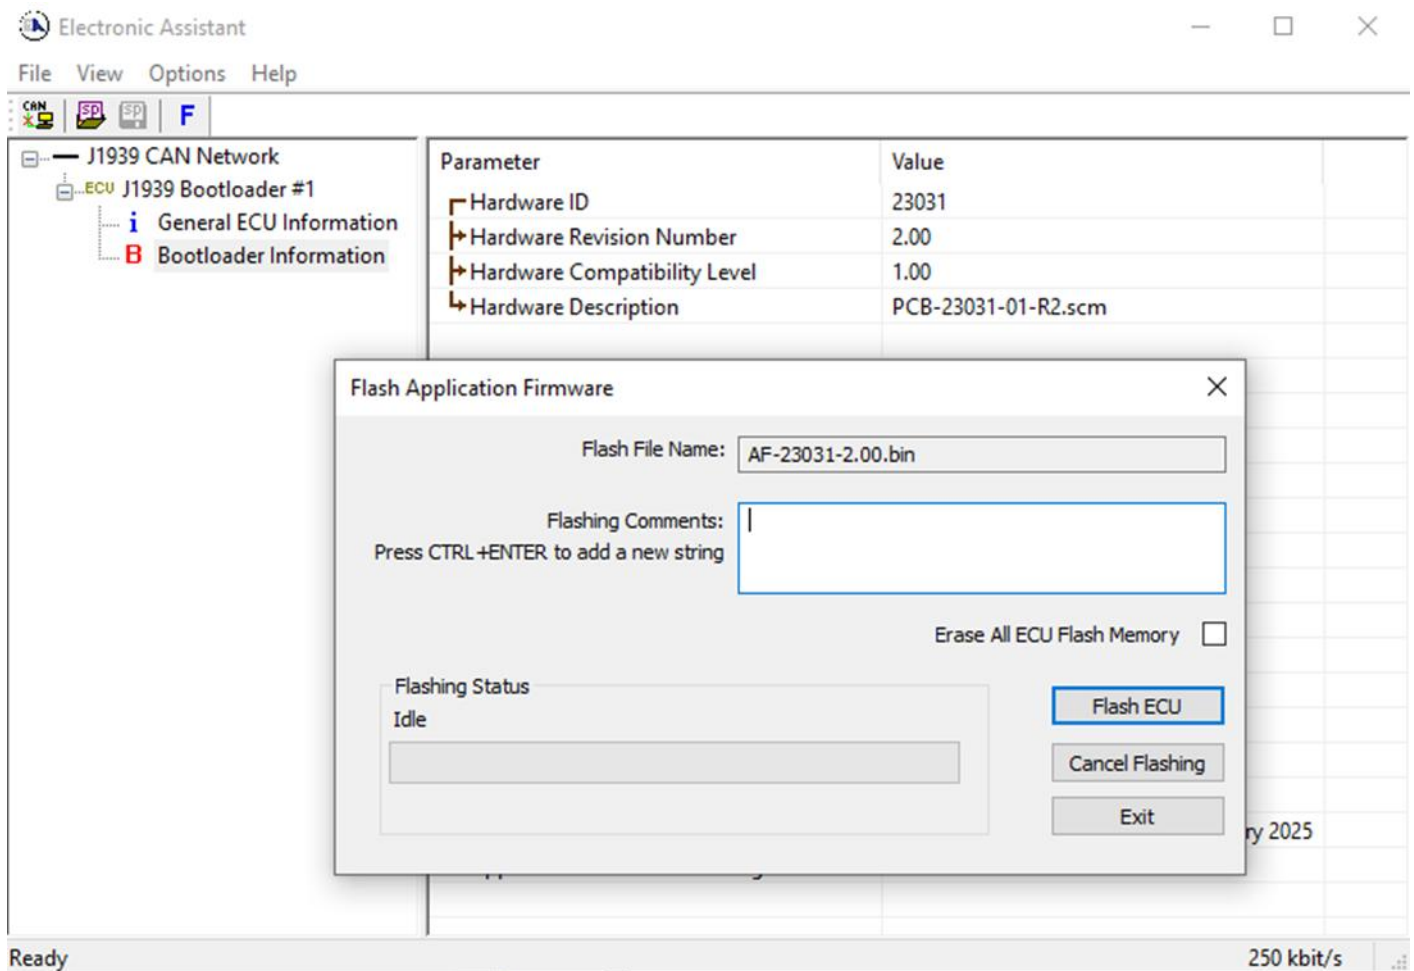 Electronic Assistant
File View Options Help
CAN SP SP F
J1939 CAN Network
ECU J1939 Bootloader #1
i General ECU Information
B Bootloader Information
Parameter Value
Hardware ID 23031
Hardware Revision Number 2.00
Hardware Compatibility Level 1.00
Hardware Description PCB-23031-01-R2.scm
Flash Application Firmware
Flash File Name: AF-23031-2.00.bin
Flashing Comments:
Press CTRL+ENTER to add a new string
Erase All ECU Flash Memory
Flashing Status
Idle
Flash ECU
Cancel Flashing
Exit
ry 2025
Ready 250 kbit/s